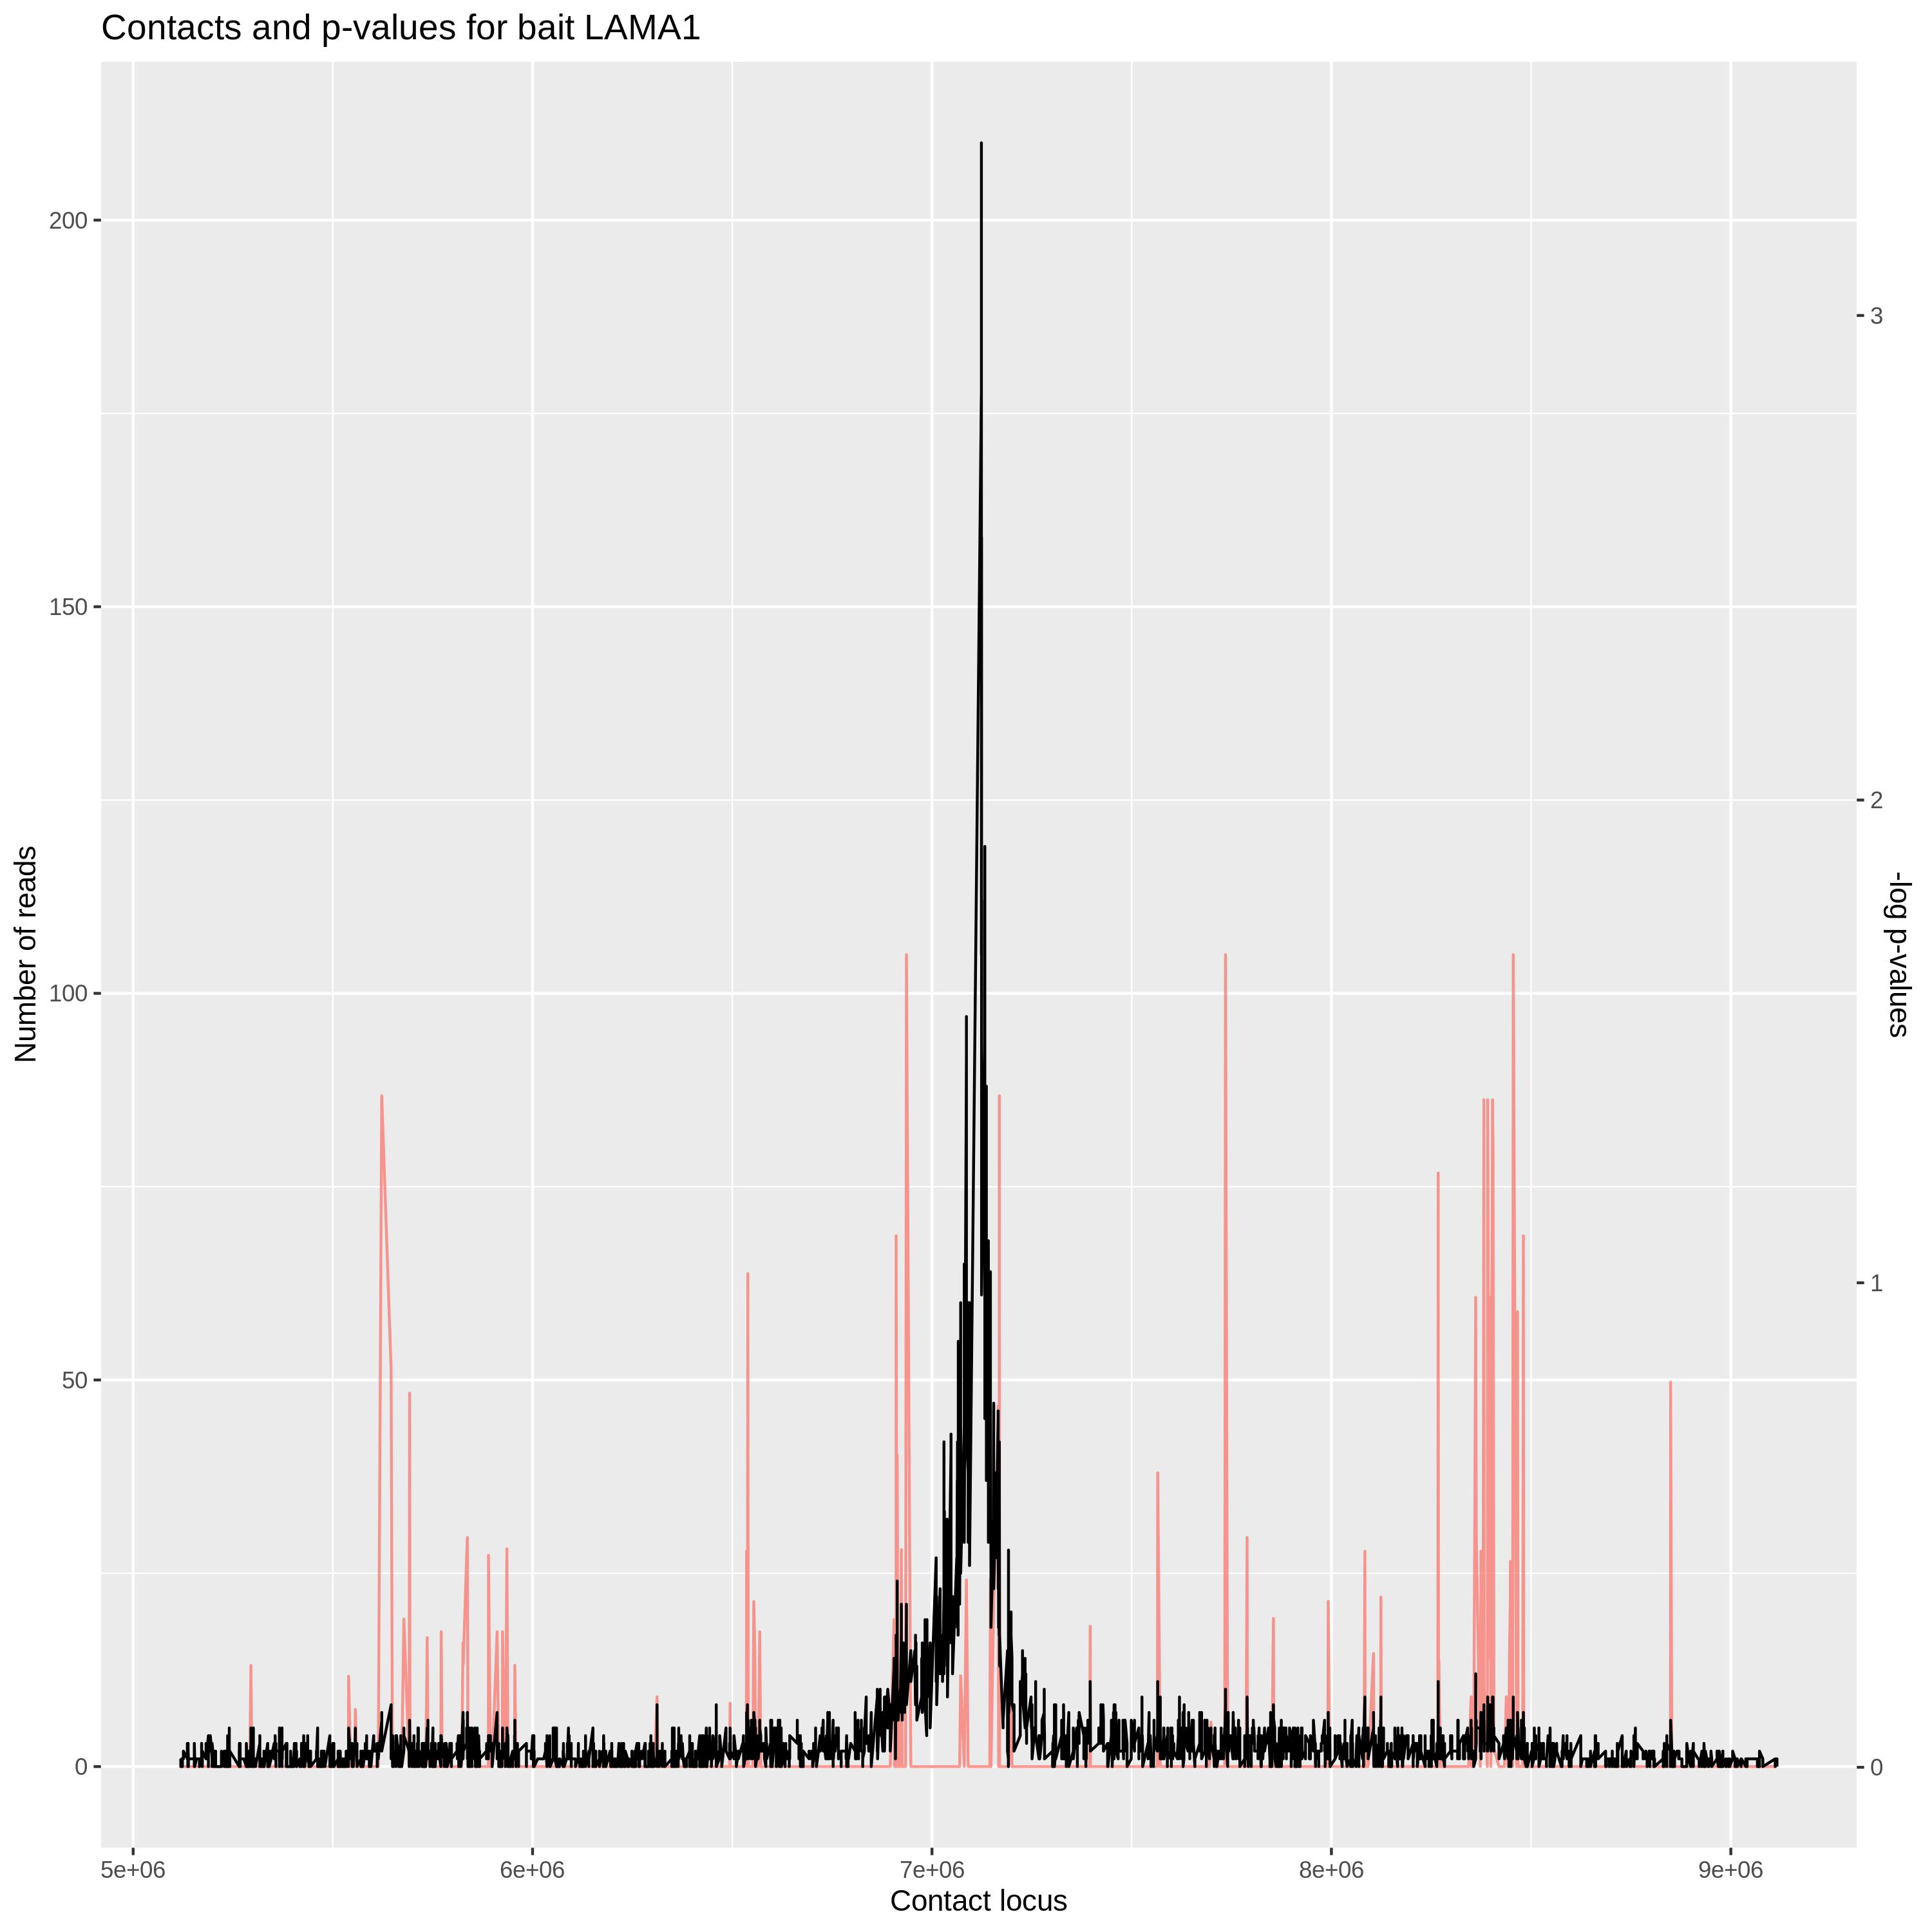 Contacts and p-values for bait LAMA1
Number of reads
200
150
100
50
0
3
2
1
0
-log p-values
5e+06
6e+06
7e+06
8e+06
9e+06
Contact locus